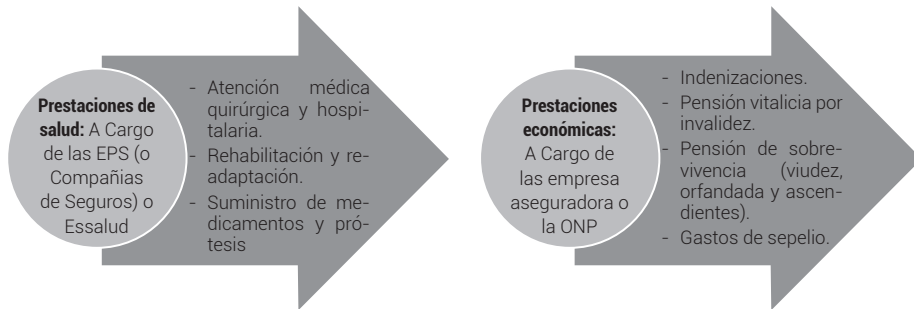 Prestaciones de
salud: A Cargo
de las EPS (o
Compañias
de Seguros) o
Essalud
- Atención médica
quirúrgica y hospi-
talaria.
- Rehabilitación y re-
adaptación.
- Suministro de me-
dicamentos y pró-
tesis
Prestaciones
económicas:
A Cargo de
las empresa
aseguradora o
la ONP
- Indenizaciones.
- Pensión vitalicia por
invalidez.
- Pensión de sobre-
vivencia (viudez,
orfandada y ascen-
dientes).
- Gastos de sepelio.